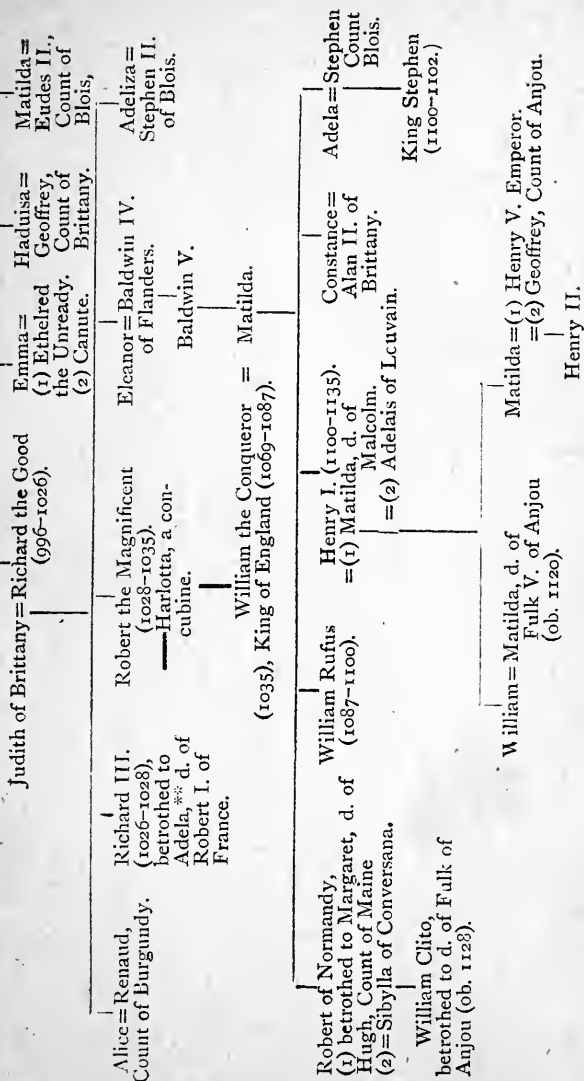 Judith of Brittany = Richard the Good
(996-1026).
Emma =
(1) Ethelred
the Unready.
(2) Canute.
Haduisa =
Geoffrey,
Count of
Brittany.
Matilda =
Eudes II.,
Count of
Blois,
Alice = Renaud,
Count of Burgundy.
Richard III.
(1026-1028),
betrothed to
Adela,** d. of
Robert I. of
France.
Robert the Magnificent
(1028-1035).
Harlotta, a con-
cubine.
Eleanor = Baldwin IV.
of Flanders.
Baldwin V.
Adeliza =
Stephen II.
of Blois.
William the Conqueror = Matilda.
(1035), King of England (1069-1087).
Robert of Normandy,
(1) betrothed to Margaret, d. of
Hugh, Count of Maine
(2) = Sibylla of Conversana.
William Clito,
betrothed to d. of Fulk of
Anjou (ob. 1128).
William Rufus
(1087-1100).
Henry I. (1100-1135).
= (1) Matilda, d. of
Malcolm.
= (2) Adelais of Lcuvain.
Constance =
Alan II. of
Brittany.
Adela = Stephen
Count
Blois.
King Stephen
(1100-1102.)
William = Matilda, d. of
Fulk V. of Anjou
(ob. 1120).
Matilda = (1) Henry V. Emperor.
= (2) Geoffrey, Count of Anjou.
Henry II.